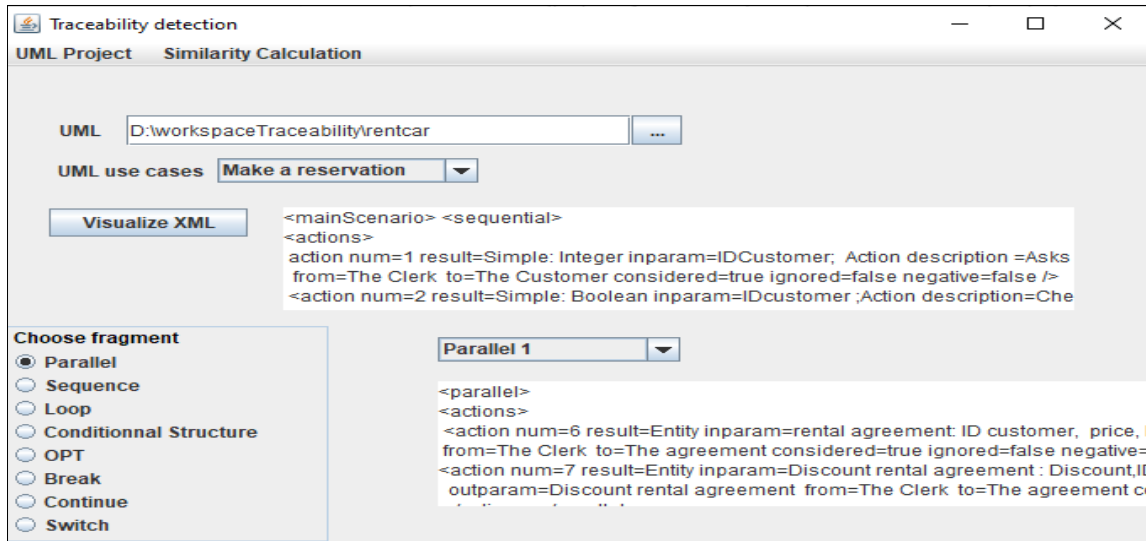 Traceability detection
UML Project Similarity Calculation
UML D:\workspaceTraceability\rentcar ...
UML use cases Make a reservation
Visualize XML
<mainScenario> <sequential>
<actions>
action num=1 result=Simple: Integer inparam=IDCustomer; Action description =Asks
from=The Clerk to=The Customer considered=true ignored=false negative=false />
<action num=2 result=Simple: Boolean inparam=IDcustomer ;Action description=Che
Choose fragment
Parallel
Sequence
Loop
Conditionnal Structure
OPT
Break
Continue
Switch
Parallel 1
<parallel>
<actions>
<action num=6 result=Entity inparam=rental agreement: ID customer, price,
from=The Clerk to=The agreement considered=true ignored=false negative=
<action num=7 result=Entity inparam=Discount rental agreement : Discount,ID
outparam=Discount rental agreement from=The Clerk to=The agreement co